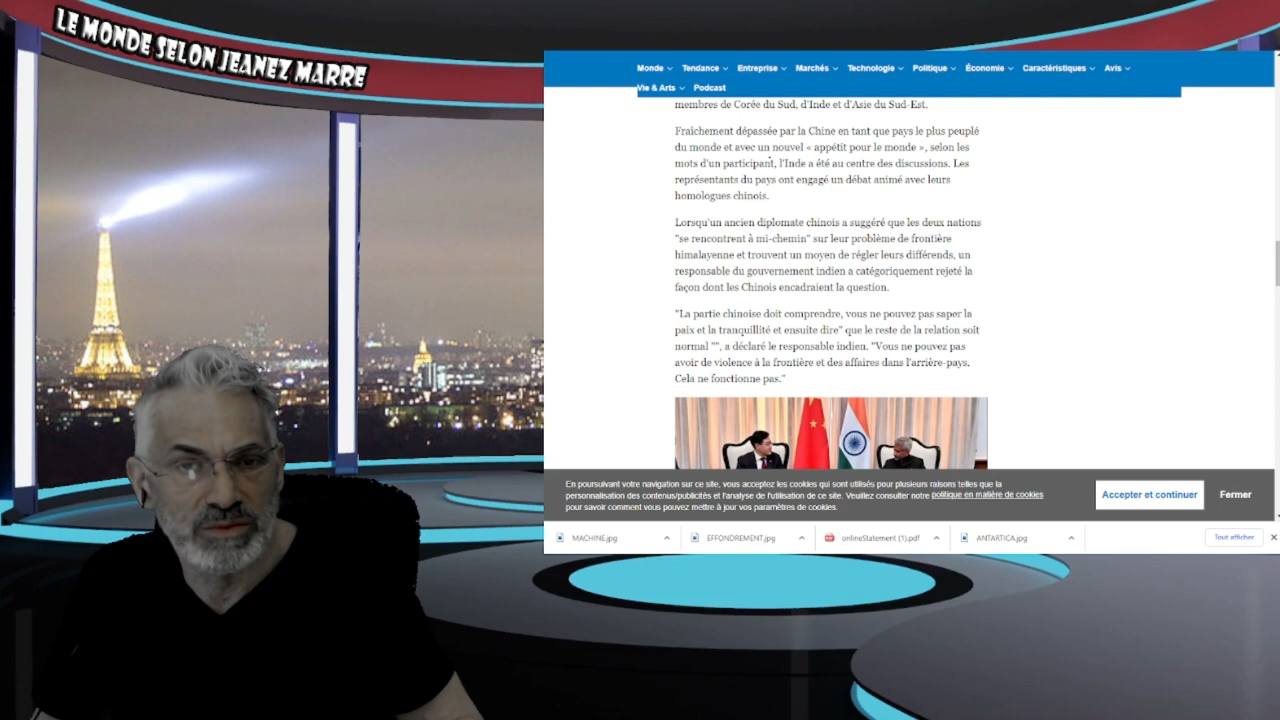 LE MONDE SELON JEANEZ MARRE
Monde Tendance Entreprise Marchés Technologie Politique Économie Caractéristiques Avis
Vie & Arts Podcast
membres de Corée du Sud, d'Inde et d'Asie du Sud-Est.
Fraîchement dépassée par la Chine en tant que pays le plus peuplé
du monde et avec un nouvel « appétit pour le monde », selon les
mots d'un participant, l'Inde a été au centre des discussions. Les
représentants du pays ont engagé un débat animé avec leurs
homologues chinois.
Lorsqu'un ancien diplomate chinois a suggéré que les deux nations
"se rencontrent à mi-chemin" sur leur problème de frontière
himalayenne et trouvent un moyen de régler leurs différends, un
responsable du gouvernement indien a catégoriquement rejeté la
façon dont les Chinois encadraient la question.
"La partie chinoise doit comprendre, vous ne pouvez pas saper la
paix et la tranquillité et ensuite dire" que le reste de la relation soit
normal "", a déclaré le responsable indien. "Vous ne pouvez pas
avoir de violence à la frontière et des affaires dans l'arrière-pays.
Cela ne fonctionne pas."
En poursuivant votre navigation sur ce site, vous acceptez les cookies qui sont utilisés pour plusieurs raisons telles que la
personnalisation des contenus/publicités et l'analyse de l'utilisation de ce site. Veuillez consulter notre politique en matière de cookies
pour savoir comment vous pouvez mettre à jour vos paramètres de cookies.
Accepter et continuer
Fermer
MACHINE.jpg
EFFONDREMENT.jpg
onlineStatement (1).pdf
ANTARTICA.jpg
Tout afficher